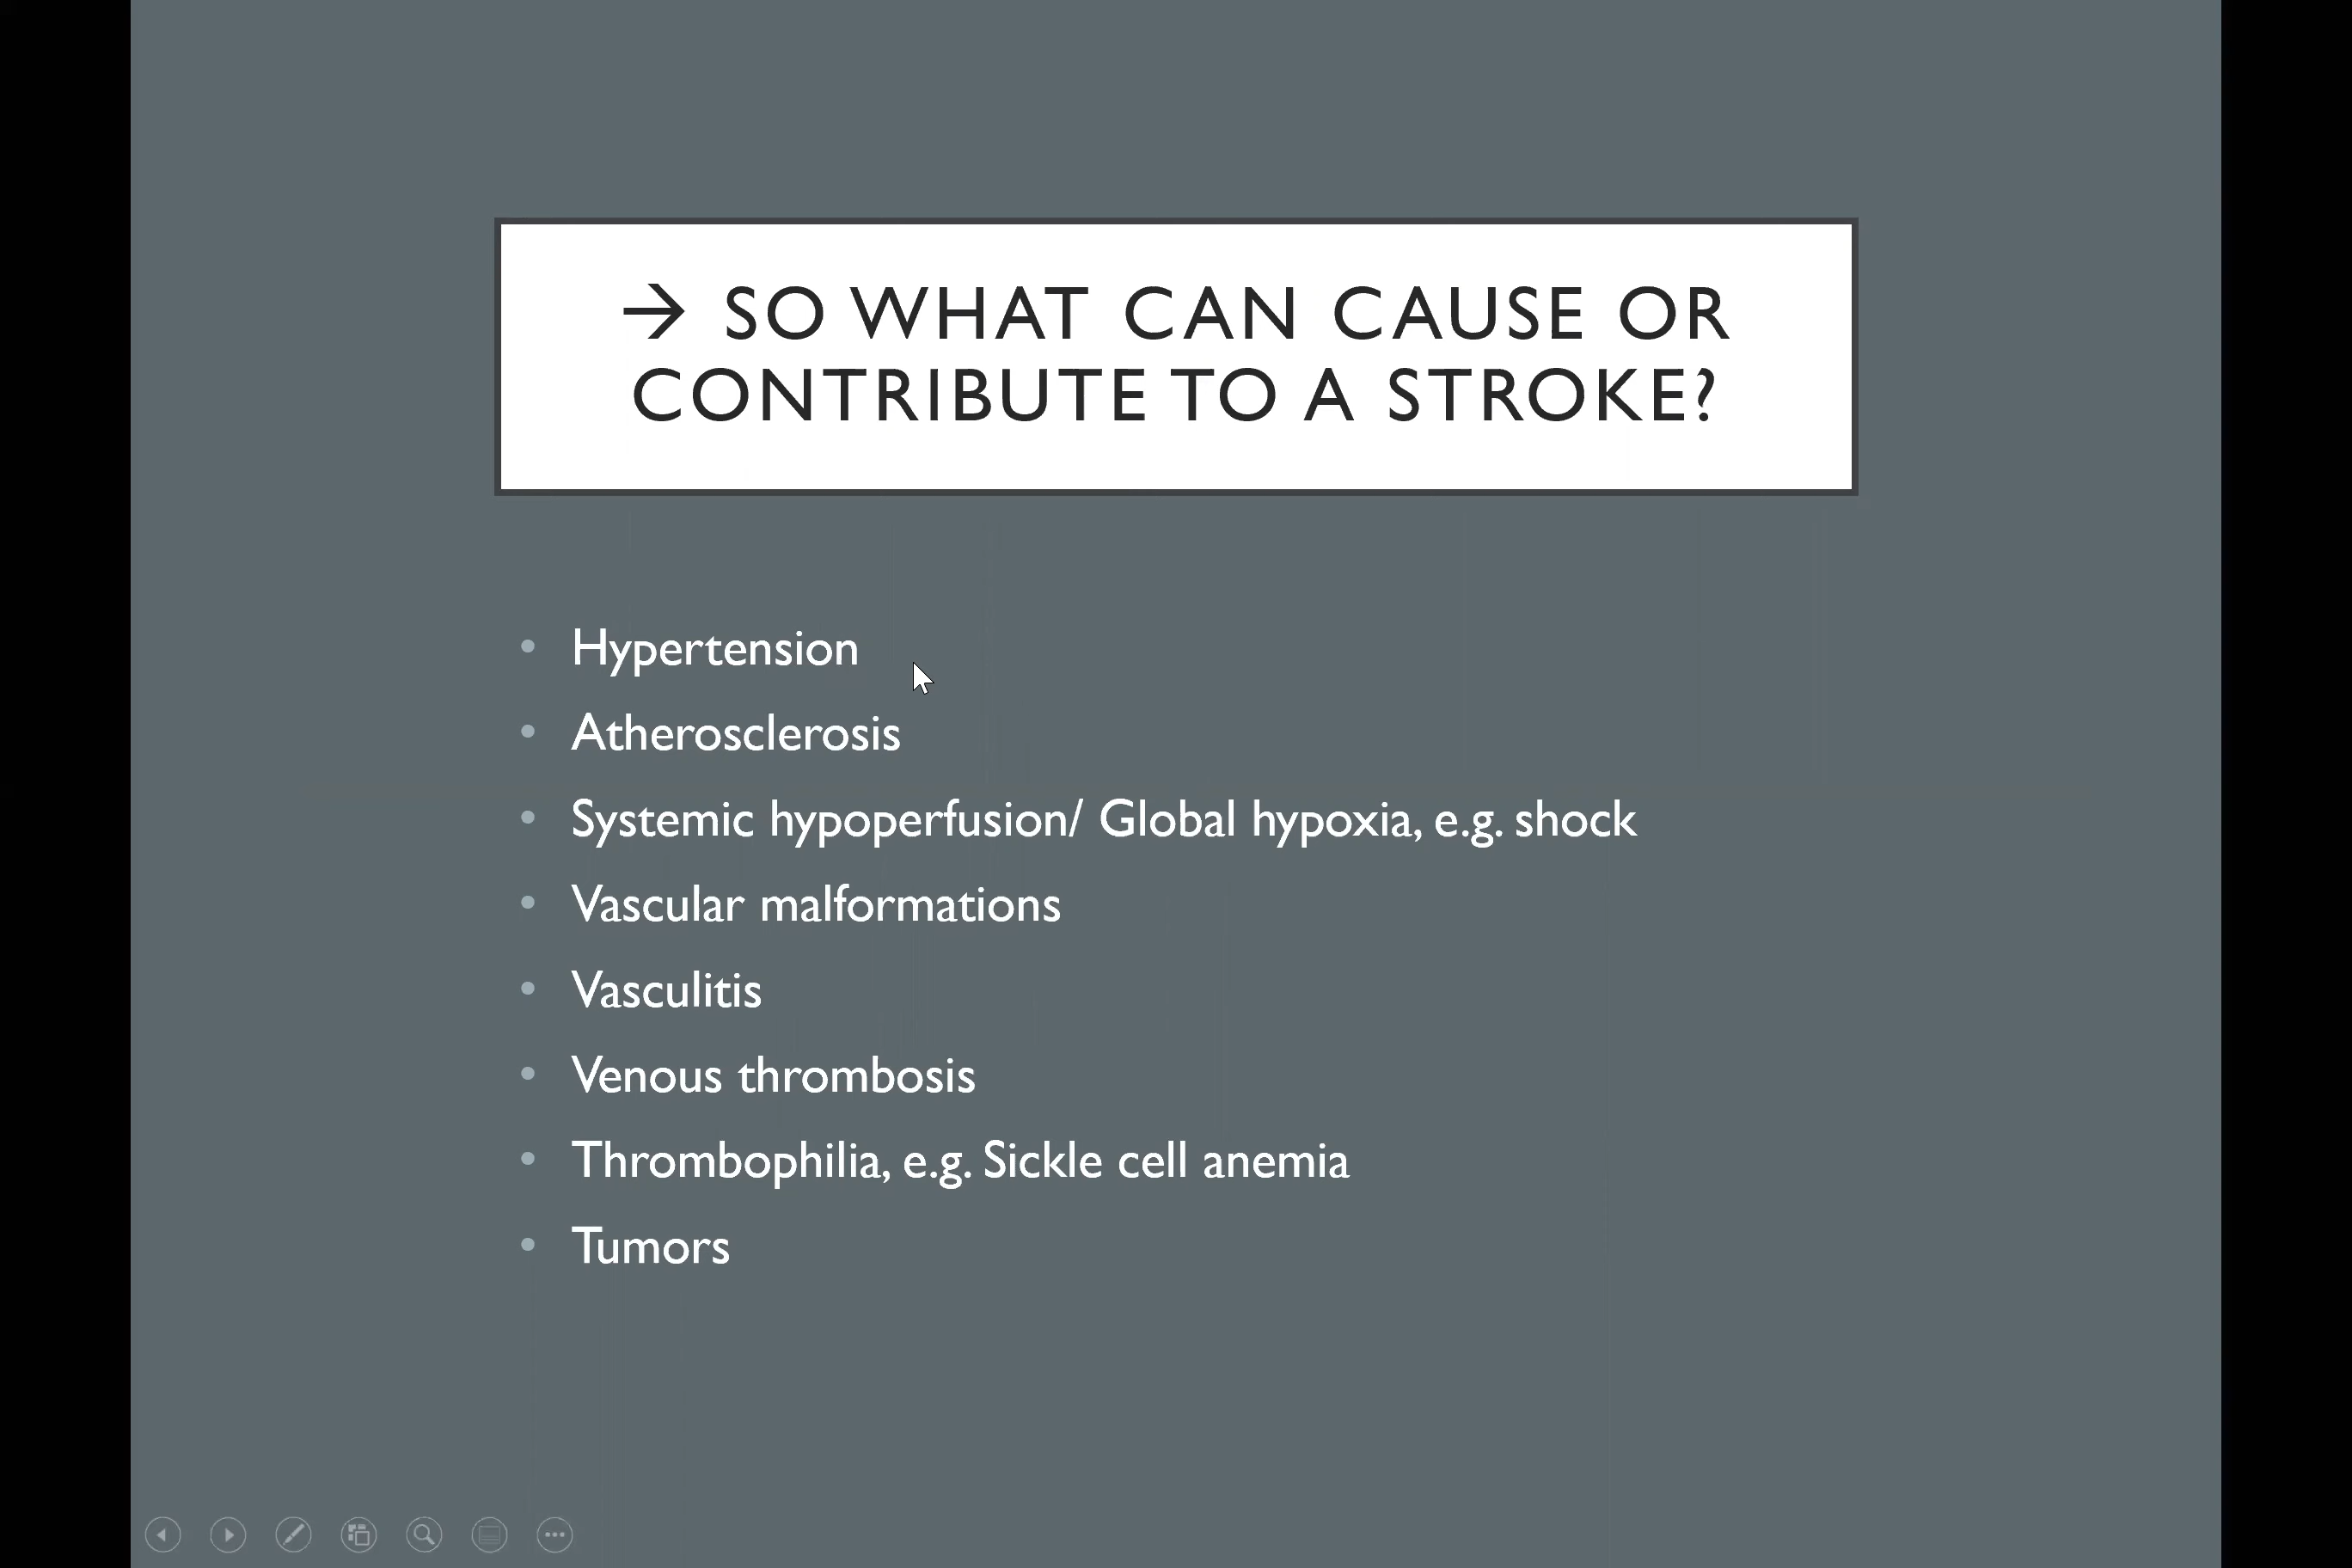 → SO WHAT CAN CAUSE OR
CONTRIBUTE TO A STROKE?
• Hypertension
• Atherosclerosis
• Systemic hypoperfusion/ Global hypoxia, e.g. shock
• Vascular malformations
• Vasculitis
• Venous thrombosis
• Thrombophilia, e.g. Sickle cell anemia
• Tumors